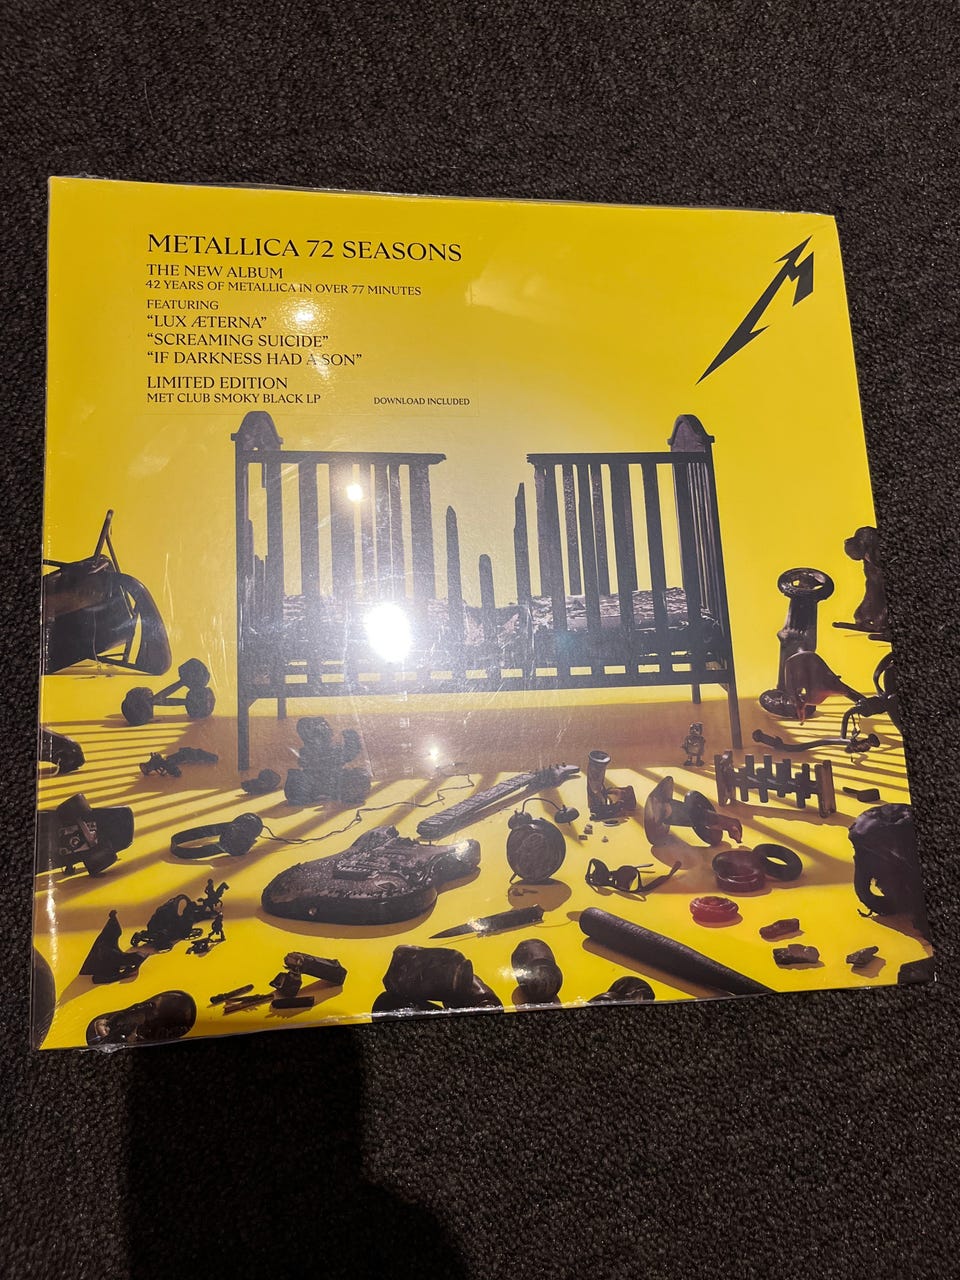 METALLICA 72 SEASONS
THE NEW ALBUM
42 YEARS OF METALLICA IN OVER 77 MINUTES
FEATURING
“LUX ÆTERNA”
“SCREAMING SUICIDE”
“IF DARKNESS HAD A SON”
LIMITED EDITION
MET CLUB SMOKY BLACK LP DOWNLOAD INCLUDED
M